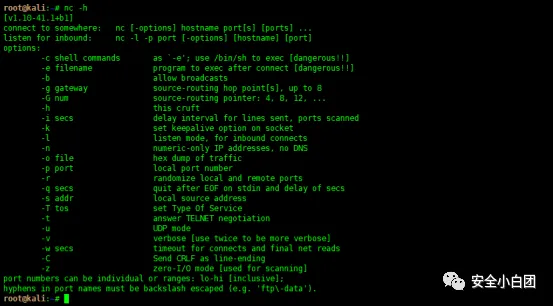 root@kali:~# nc -h
[v1.10-41.1+b1]
connect to somewhere:   nc [-options] hostname port[s] [ports] ...
listen for inbound:     nc -l -p port [-options] [hostname] [port]
options:
        -c shell commands       as `-e'; use /bin/sh to exec [dangerous!!]
        -e filename             program to exec after connect [dangerous!!]
        -b                      allow broadcasts
        -g gateway              source-routing hop point[s], up to 8
        -G num                  source-routing pointer: 4, 8, 12, ...
        -h                      this cruft
        -i secs                 delay interval for lines sent, ports scanned
        -k                      set keepalive option on socket
        -l                      listen mode, for inbound connects
        -n                      numeric-only IP addresses, no DNS
        -o file                 hex dump of traffic
        -p port                 local port number
        -r                      randomize local and remote ports
        -q secs                 quit after EOF on stdin and delay of secs
        -s addr                 local source address
        -T tos                  set Type Of Service
        -t                      answer TELNET negotiation
        -u                      UDP mode
        -v                      verbose [use twice to be more verbose]
        -w secs                 timeout for connects and final net reads
        -C                      Send CRLF as line-ending
        -z                      zero-I/O mode [used for scanning]
port numbers can be individual or ranges: lo-hi [inclusive];
hyphens in port names must be backslash escaped (e.g. 'ftp\-data').
root@kali:~#
安全小白团